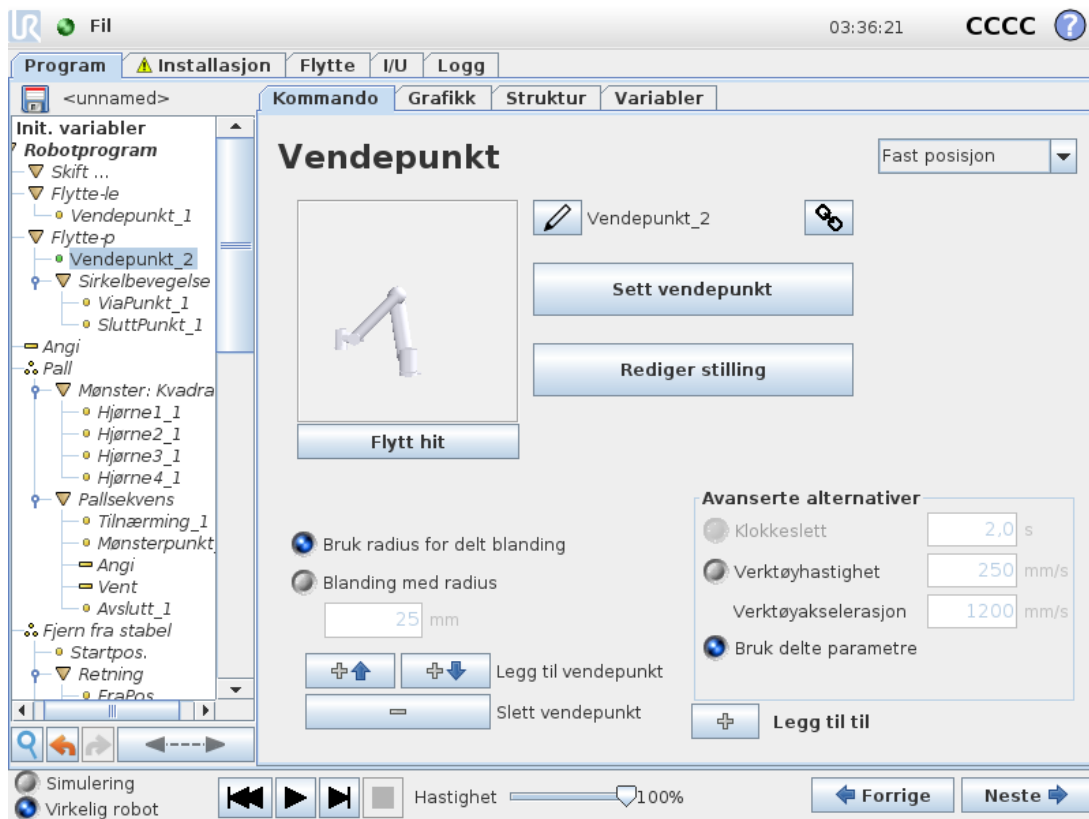 UR Fil 03:36:21 CCCC ?
Program Installasjon Flytte I/U Logg
<unnamed>
Kommando Grafikk Struktur Variabler
Init. variabler
Robotprogram
Skift ...
Flytte-le
Vendepunkt_1
Flytte-p
Vendepunkt_2
Sirkelbevegelse
ViaPunkt_1
SluttPunkt_1
Angi
Pall
Mønster: Kvadra
Hjørne1_1
Hjørne2_1
Hjørne3_1
Hjørne4_1
Pallsekvens
Tilnærming_1
Mønsterpunkt_
Angi
Vent
Avslutt_1
Fjern fra stabel
Startpos.
Retning
FraPos
Vendepunkt
Fast posisjon
Vendepunkt_2
Sett vendepunkt
Rediger stilling
Flytt hit
Bruk radius for delt blanding
Blanding med radius
25 mm
Legg til vendepunkt
Slett vendepunkt
Avanserte alternativer
Klokkeslett 2,0 s
Verktøyhastighet 250 mm/s
Verktøyakselerasjon 1200 mm/s
Bruk delte parametre
Legg til til
Simulering
Virkelig robot
Hastighet 100%
Forrige Neste